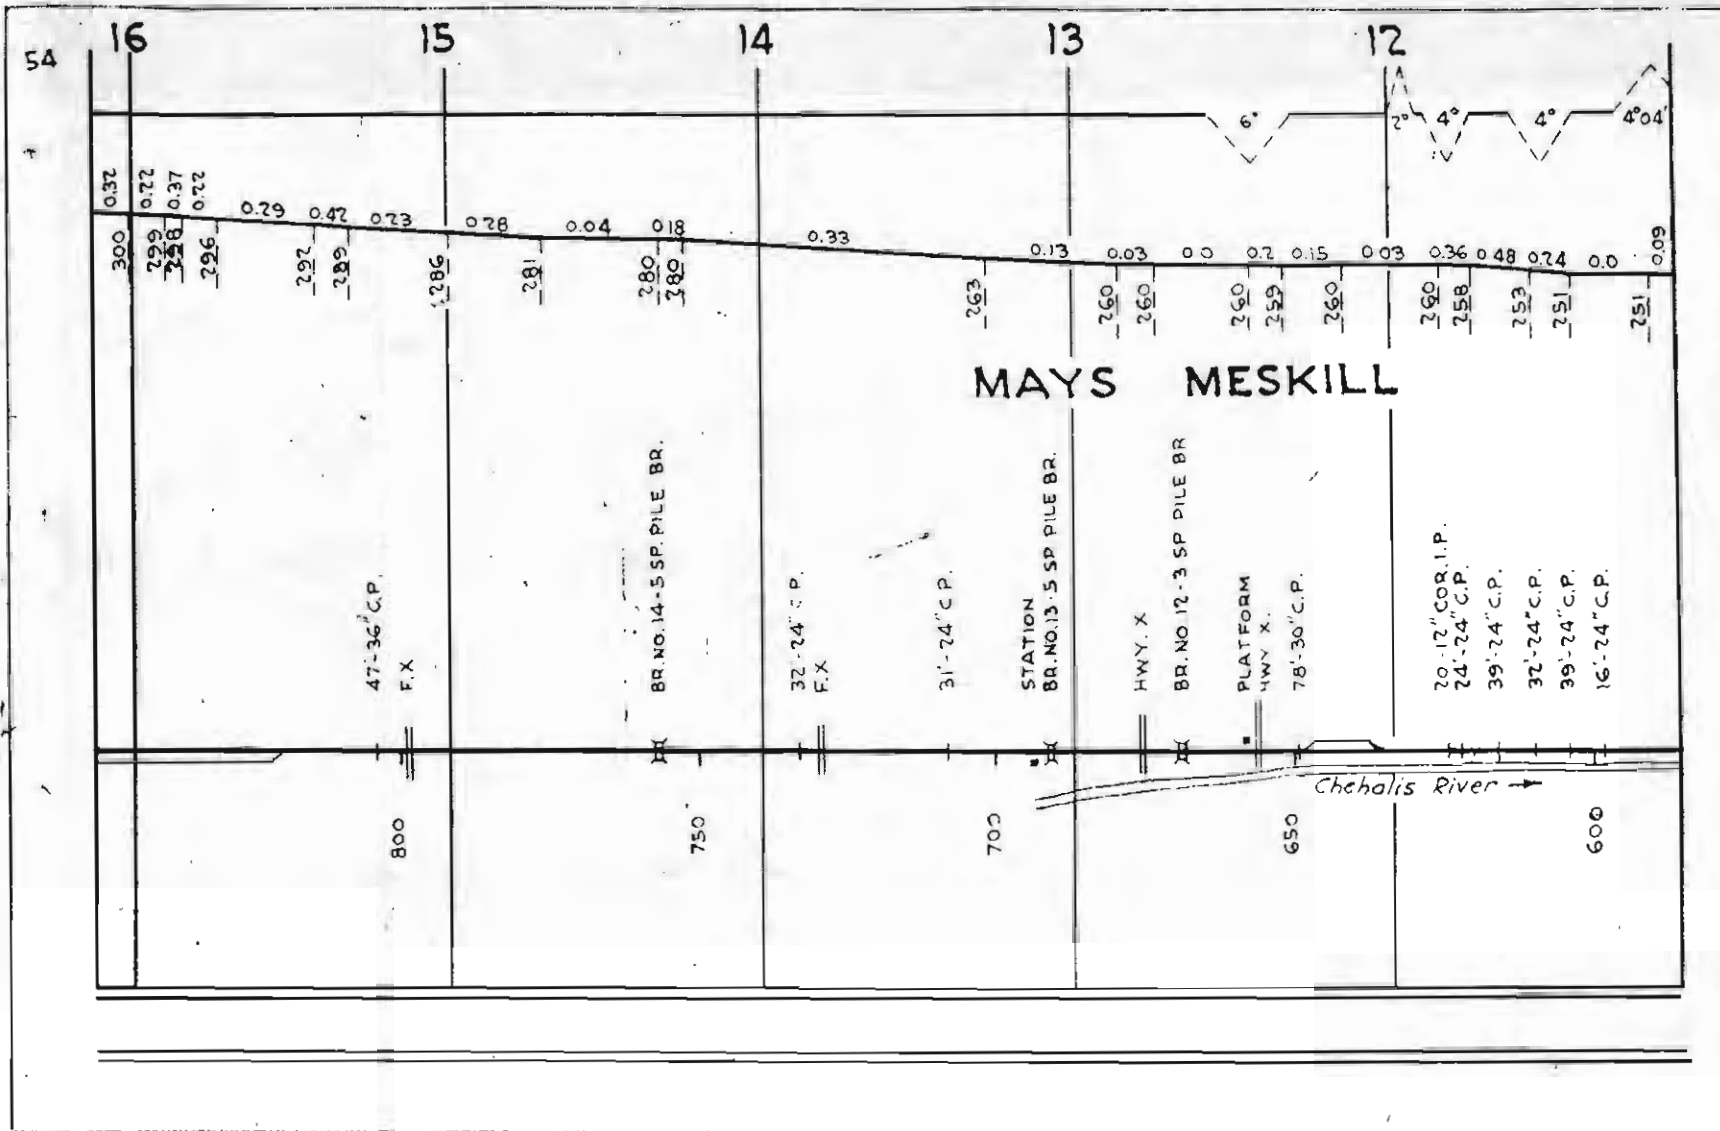 54
16 15 14 13 12
6° 2° 4° 4° 4°04'
0.32 0.22 0.37 0.22 0.29 0.42 0.23 0.28 0.04 0.18 0.33 0.13 0.03 0.0 0.2 0.15 0.03 0.36 0.48 0.24 0.0 0.09
300 299 298 296 292 289 286 281 280 280 263 260 260 260 259 260 260 258 253 251 251
MAYS MESKILL
47'-36" C.P.
F.X
BR. NO. 14-5 SP. PILE BR.
32'-24" C.P.
F.X
31'-24" C.P.
STATION
BR. NO. 13-5 SP PILE BR.
HWY. X
BR. NO. 12-3 SP PILE BR
PLATFORM
HWY X.
78'-30" C.P.
20'-12" COR. I.P.
24'-24" C.P.
39'-24" C.P.
32'-24" C.P.
39'-24" C.P.
16'-24" C.P.
Chehalis River →
800 750 700 650 600